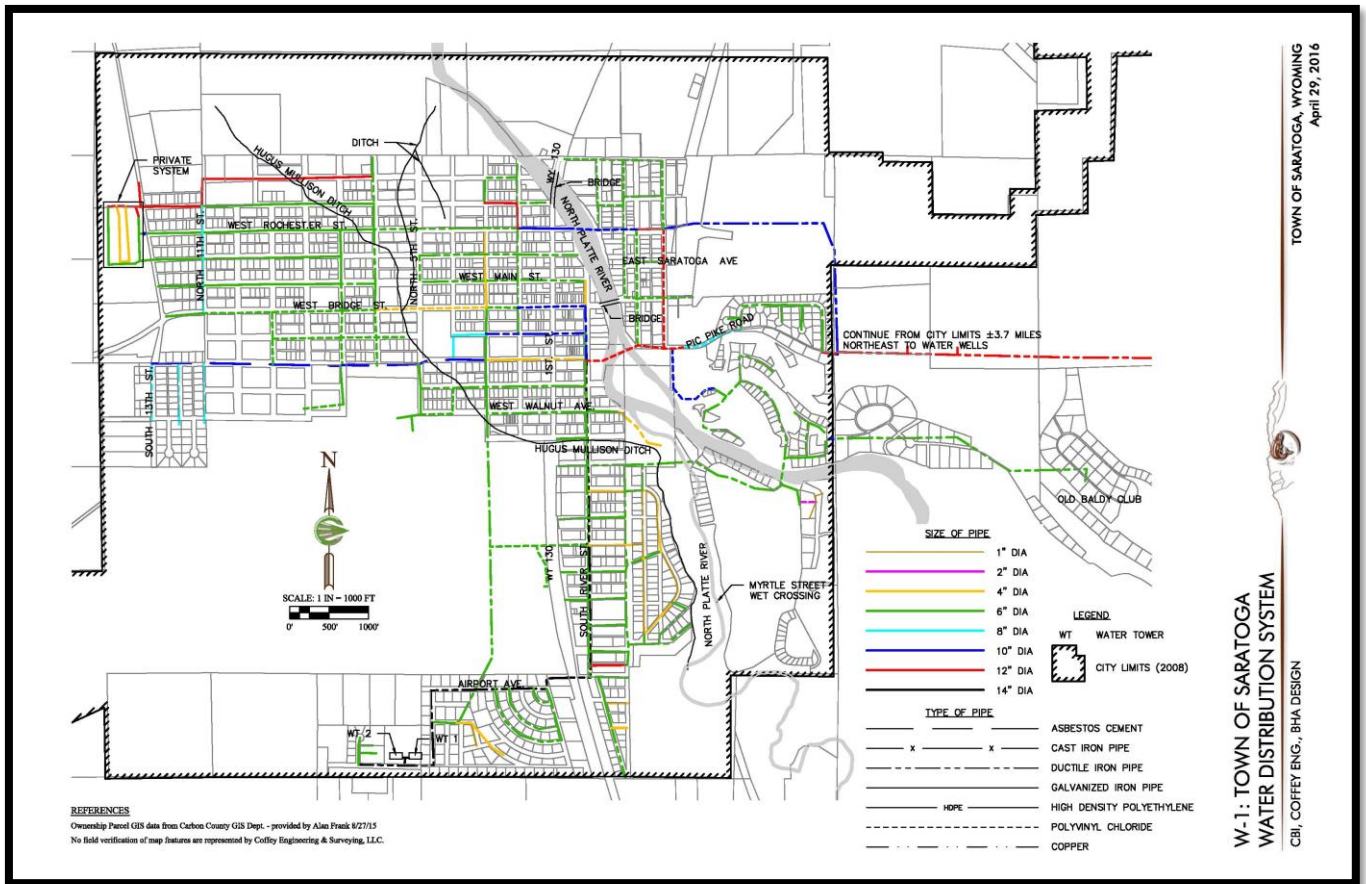 TOWN OF SARATOGA, WYOMING
April 29, 2016
W-1: TOWN OF SARATOGA
WATER DISTRIBUTION SYSTEM
CBI, COFFEY ENG., BHA DESIGN
PRIVATE
SYSTEM
HUGUS MULLISON DITCH
DITCH
WY 130
BRIDGE
NORTH PLATTE RIVER
NORTH 11TH ST.
WEST ROCHESTER ST.
NORTH 5TH ST.
WEST MAIN ST.
EAST SARATOGA AVE
WEST BRIDGE ST.
BRIDGE
PIC PIKE ROAD
CONTINUE FROM CITY LIMITS ±3.7 MILES
NORTHEAST TO WATER WELLS
1ST. ST.
SOUTH 13TH ST.
WEST WALNUT AVE
HUGUS MULLISON DITCH
OLD BALDY CLUB
N
SCALE: 1 IN = 1000 FT
0' 500' 1000'
WY 130
SOUTH RIVER ST.
NORTH PLATTE RIVER
MYRTLE STREET
WET CROSSING
AIRPORT AVE.
WT 2
WT 1
SIZE OF PIPE
1" DIA
2" DIA
4" DIA
6" DIA
8" DIA
10" DIA
12" DIA
14" DIA
LEGEND
WT WATER TOWER
CITY LIMITS (2008)
TYPE OF PIPE
ASBESTOS CEMENT
x x CAST IRON PIPE
DUCTILE IRON PIPE
GALVANIZED IRON PIPE
HDPE HIGH DENSITY POLYETHYLENE
POLYVINYL CHLORIDE
COPPER
REFERENCES
Ownership Parcel GIS data from Carbon County GIS Dept. - provided by Alan Frank 8/27/15
No field verification of map features are represented by Coffey Engineering & Surveying, LLC.